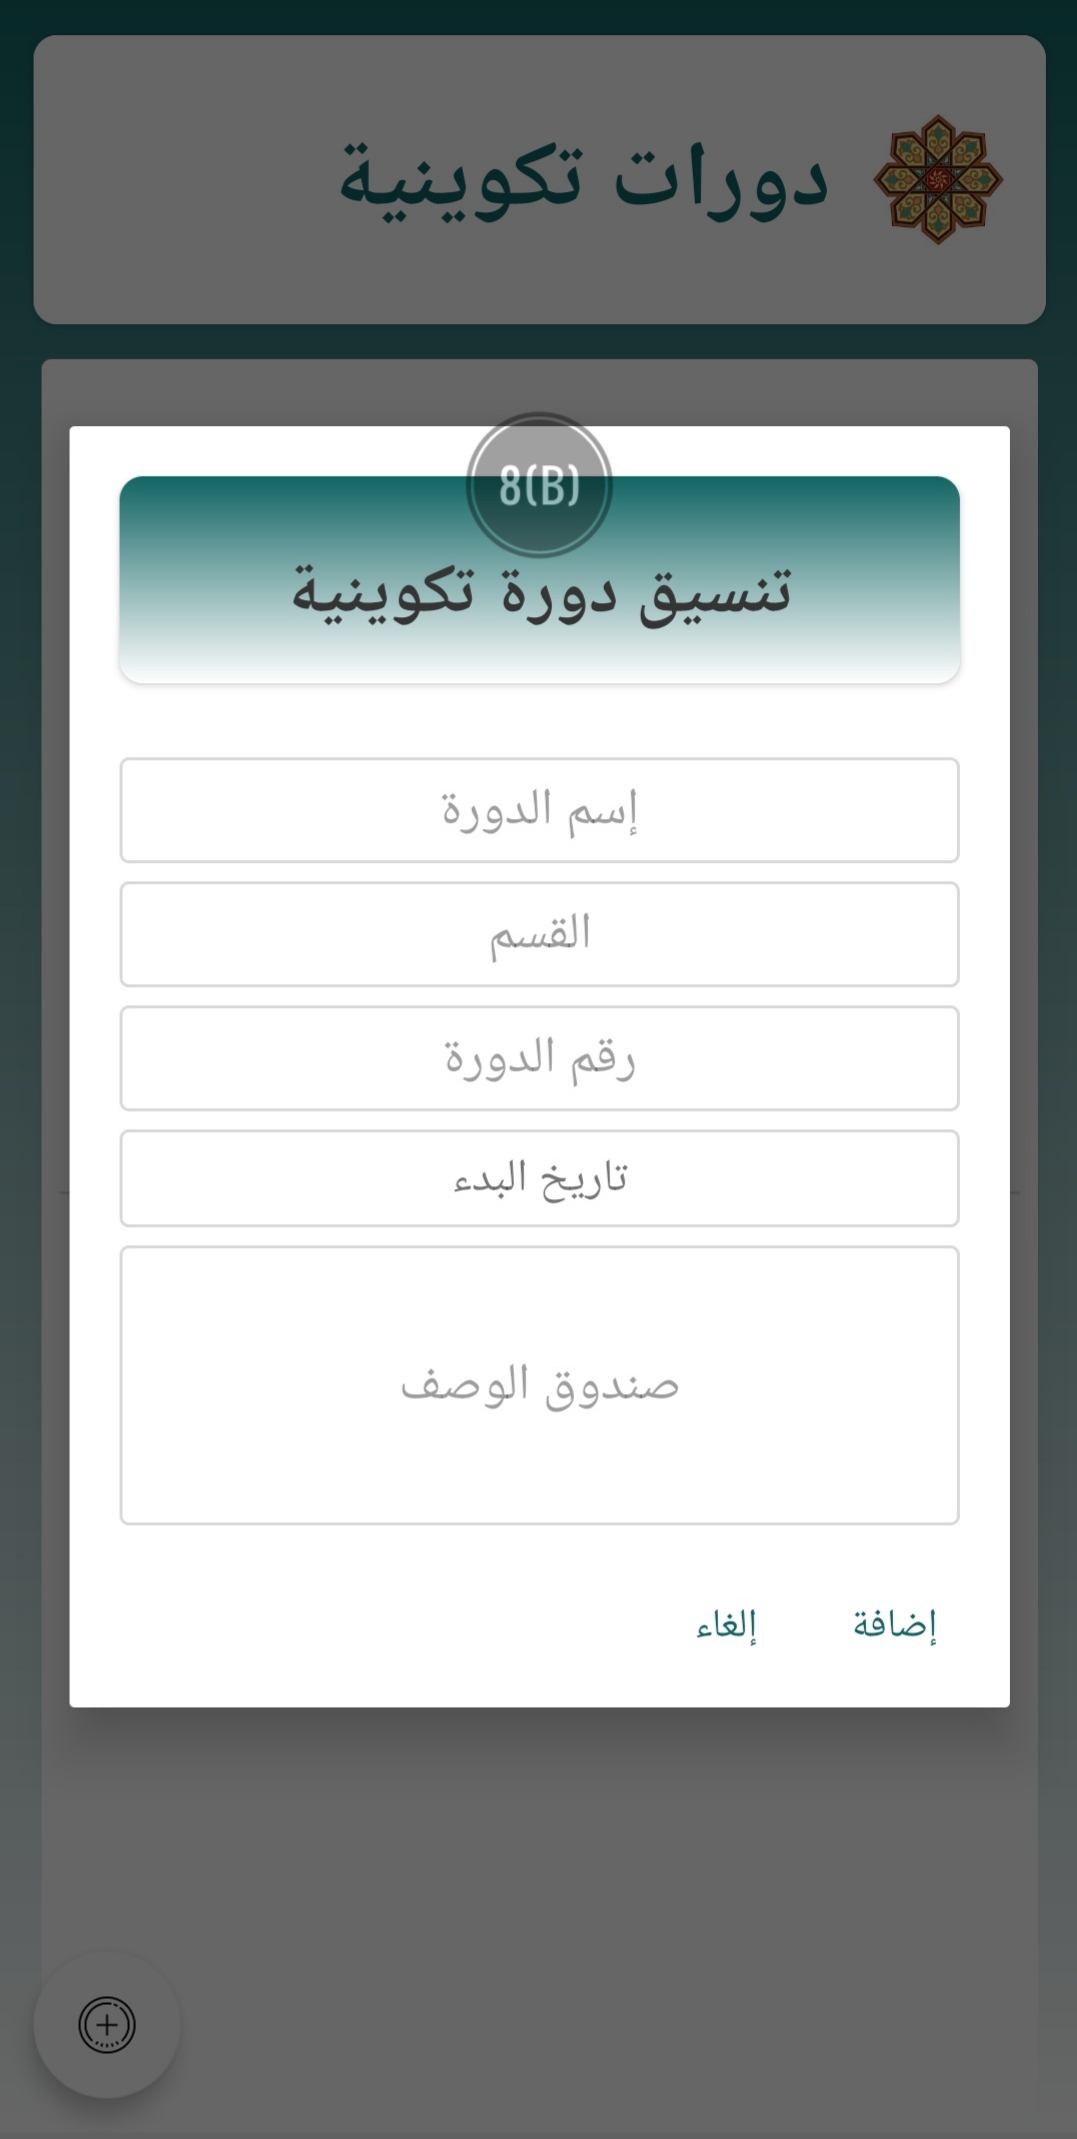 دورات تكوينية
8(B)
تنسيق دورة تكوينية
إسم الدورة
القسم
رقم الدورة
تاريخ البدء
صندوق الوصف
إضافة
إلغاء